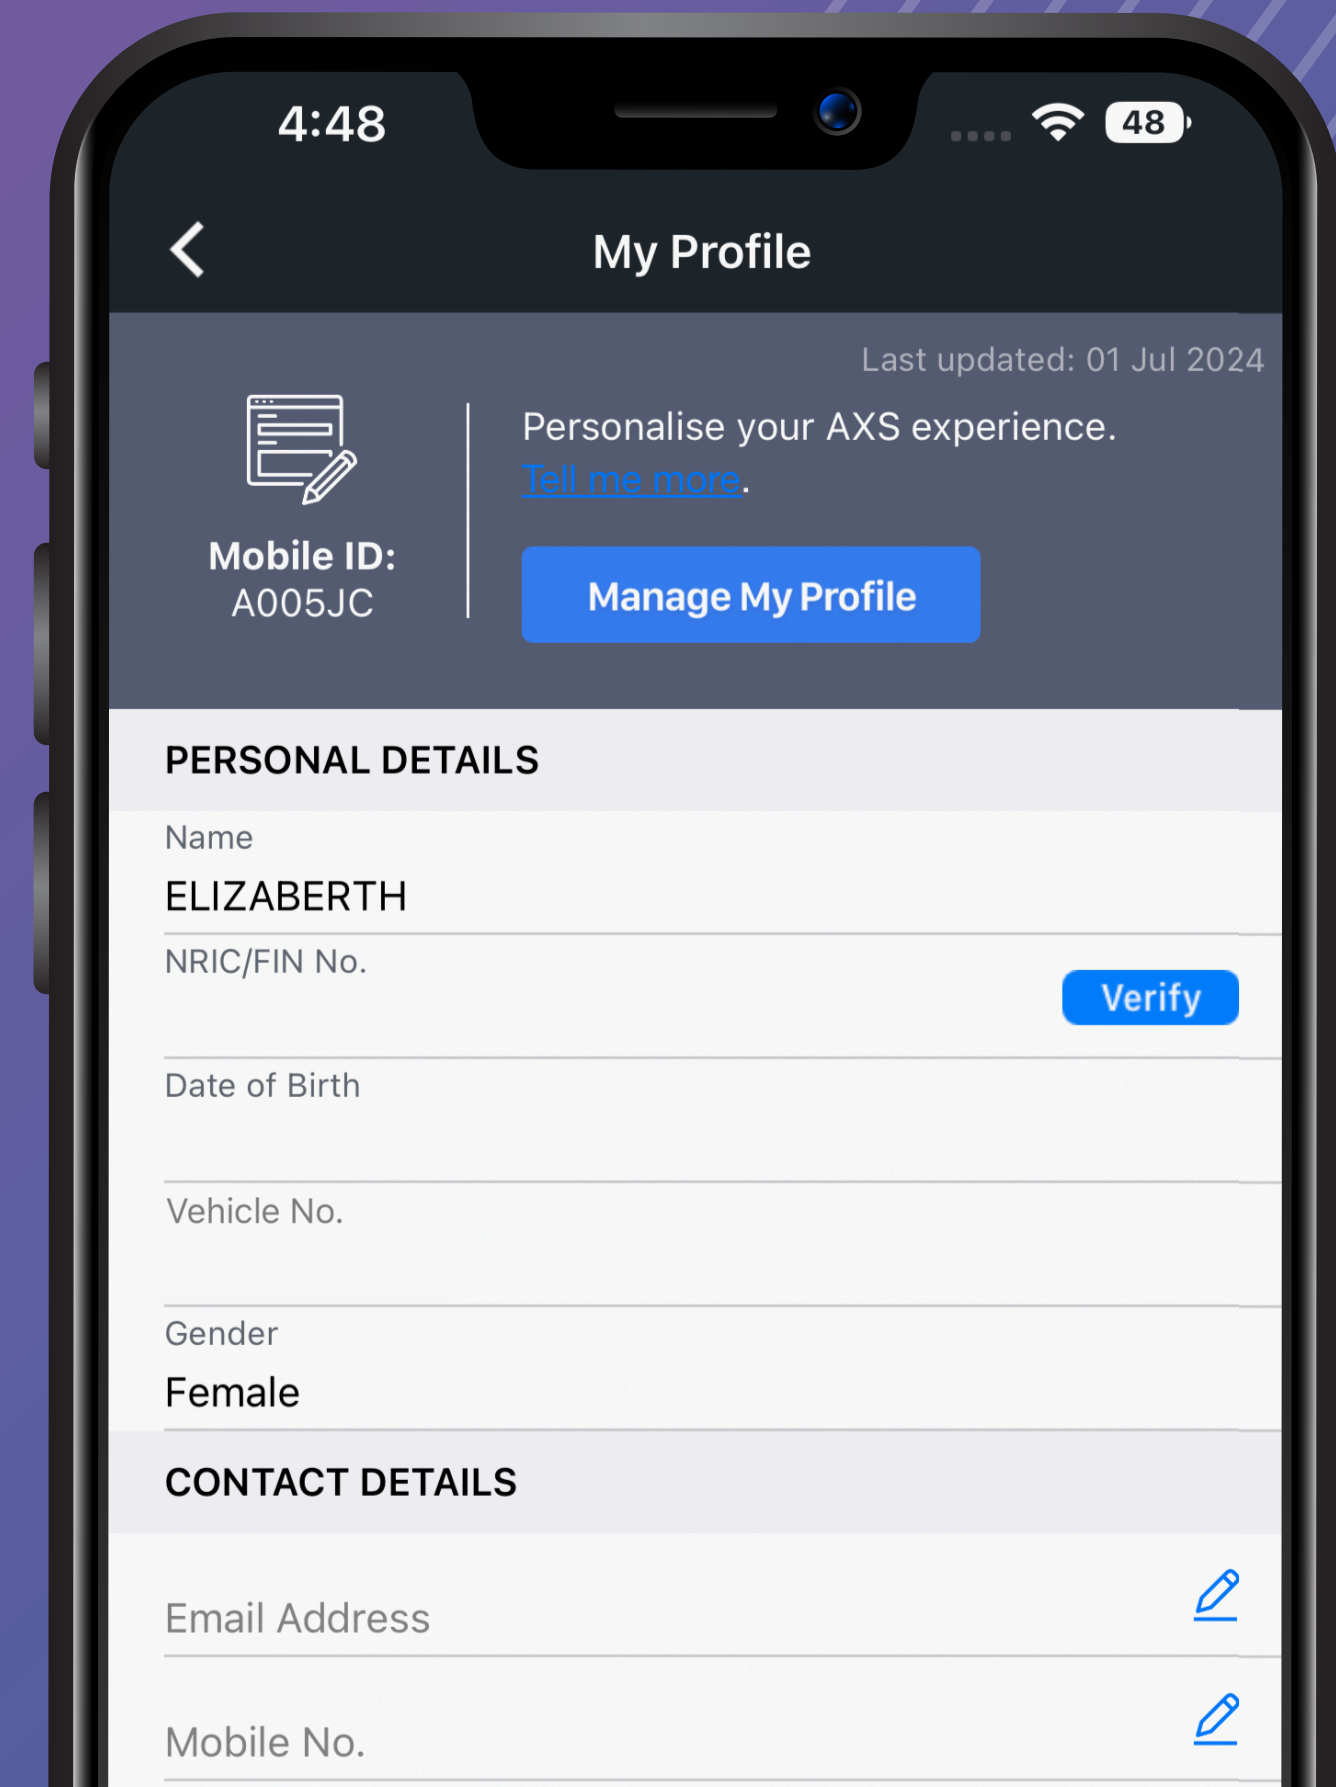 4:48
48
My Profile
Last updated: 01 Jul 2024
Personalise your AXS experience.
Tell me more.
Mobile ID:
A005JC
Manage My Profile
PERSONAL DETAILS
Name
ELIZABERTH
NRIC/FIN No.
Verify
Date of Birth
Vehicle No.
Gender
Female
CONTACT DETAILS
Email Address
Mobile No.